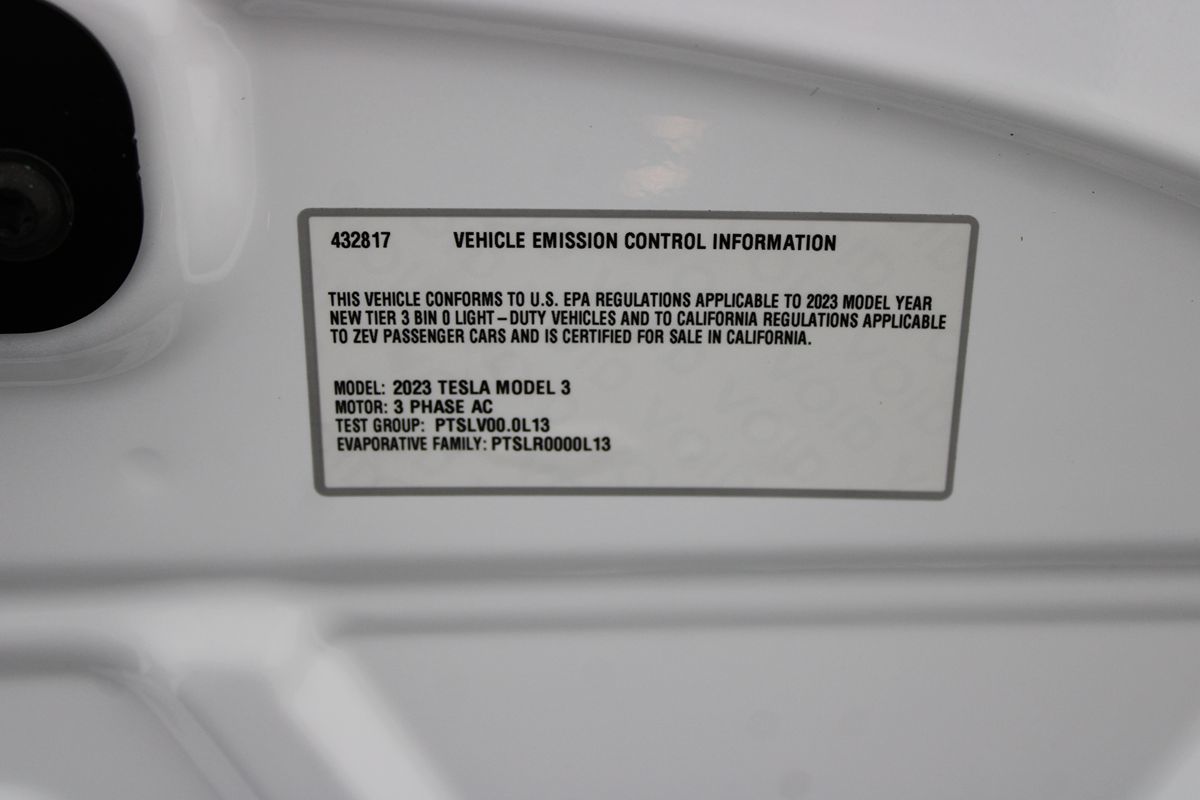 432817 VEHICLE EMISSION CONTROL INFORMATION
THIS VEHICLE CONFORMS TO U.S. EPA REGULATIONS APPLICABLE TO 2023 MODEL YEAR
NEW TIER 3 BIN 0 LIGHT-DUTY VEHICLES AND TO CALIFORNIA REGULATIONS APPLICABLE
TO ZEV PASSENGER CARS AND IS CERTIFIED FOR SALE IN CALIFORNIA.
MODEL: 2023 TESLA MODEL 3
MOTOR: 3 PHASE AC
TEST GROUP: PTSLV00.0L13
EVAPORATIVE FAMILY: PTSLR0000L13